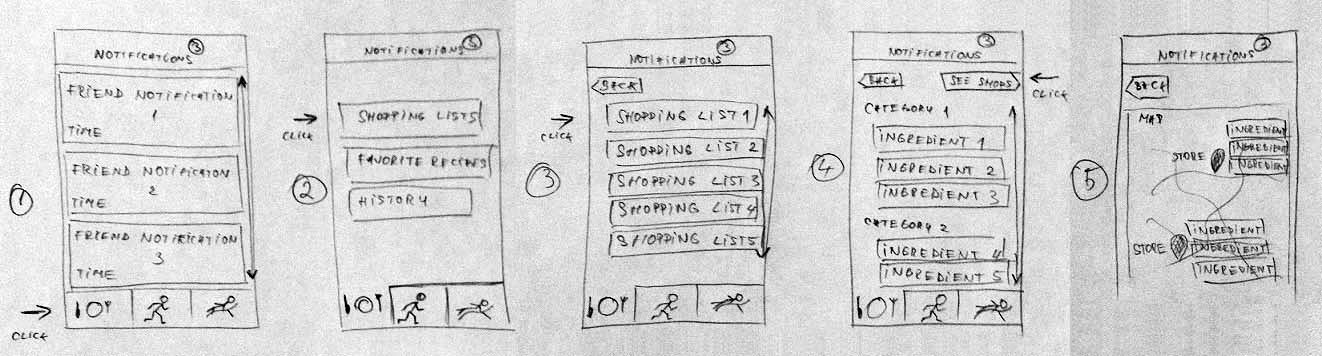 NOTIFICATIONS 3
FRIEND NOTIFICATION
1
TIME
FRIEND NOTIFICATON
2
TIME
FRIEND NOTIFICATION
3
TIME
1
CLICK
NOTIFICATIONS 3
SHOPPING LISTS
FAVORITE RECIPES
HISTORY
CLICK
2
NOTIFICATIONS 3
BACK
SHOPPING LIST 1
SHOPPING LIST 2
SHOPPING LIST 3
SHOPPING LIST 4
SHOPPING LIST 5
CLICK
3
NOTIFICATIONS 3
BACK
SEE SHOPS
CLICK
CATEGORY 1
INGREDIENT 1
INGREDIENT 2
INGREDIENT 3
CATEGORY 2
INGREDIENT 4
INGREDIENT 5
4
NOTIFICATIONS
BACK
MAP
INGREDIENT
INGREDIENT
INGREDIENT
STORE
INGREDIENT
INGREDIENT
INGREDIENT
STORE
5